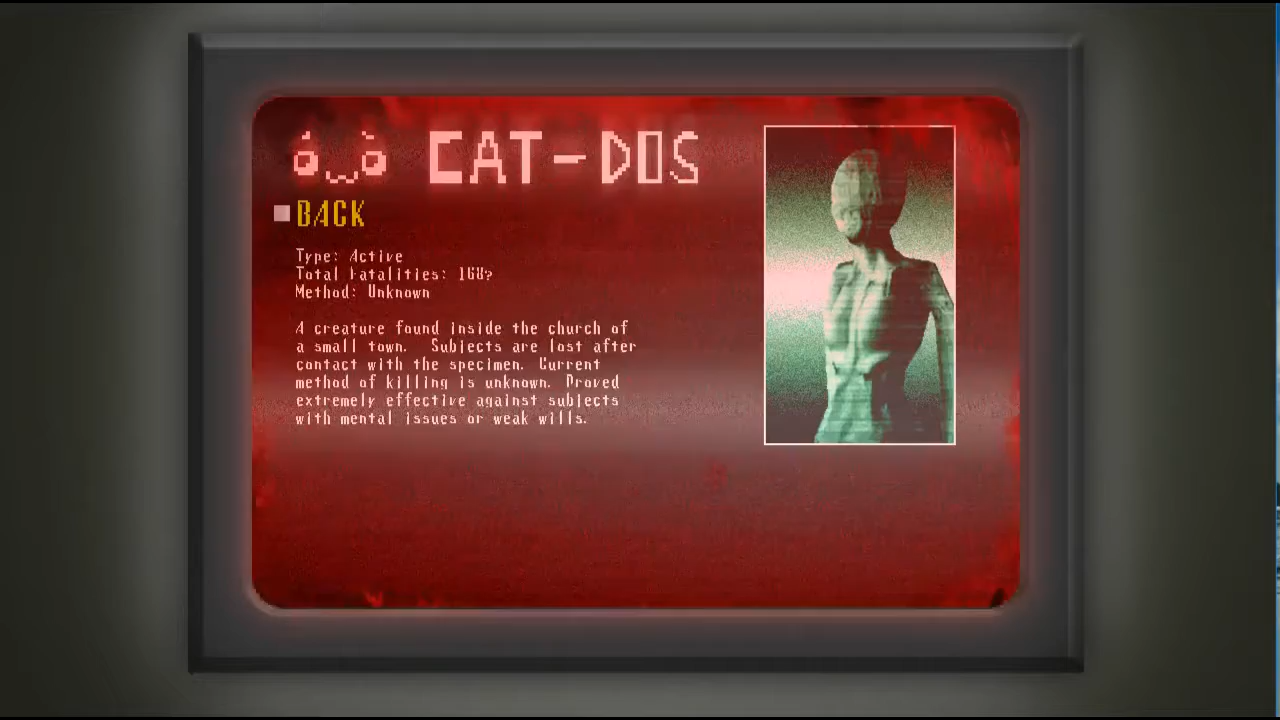 CAT-DOS
BACK
Type: Active
Total Fatalities: 168?
Method: Unknown
A creature found inside the church of
a small town. Subjects are lost after
contact with the specimen. Current
method of killing is unknown. Proved
extremely effective against subjects
with mental issues or weak wills.